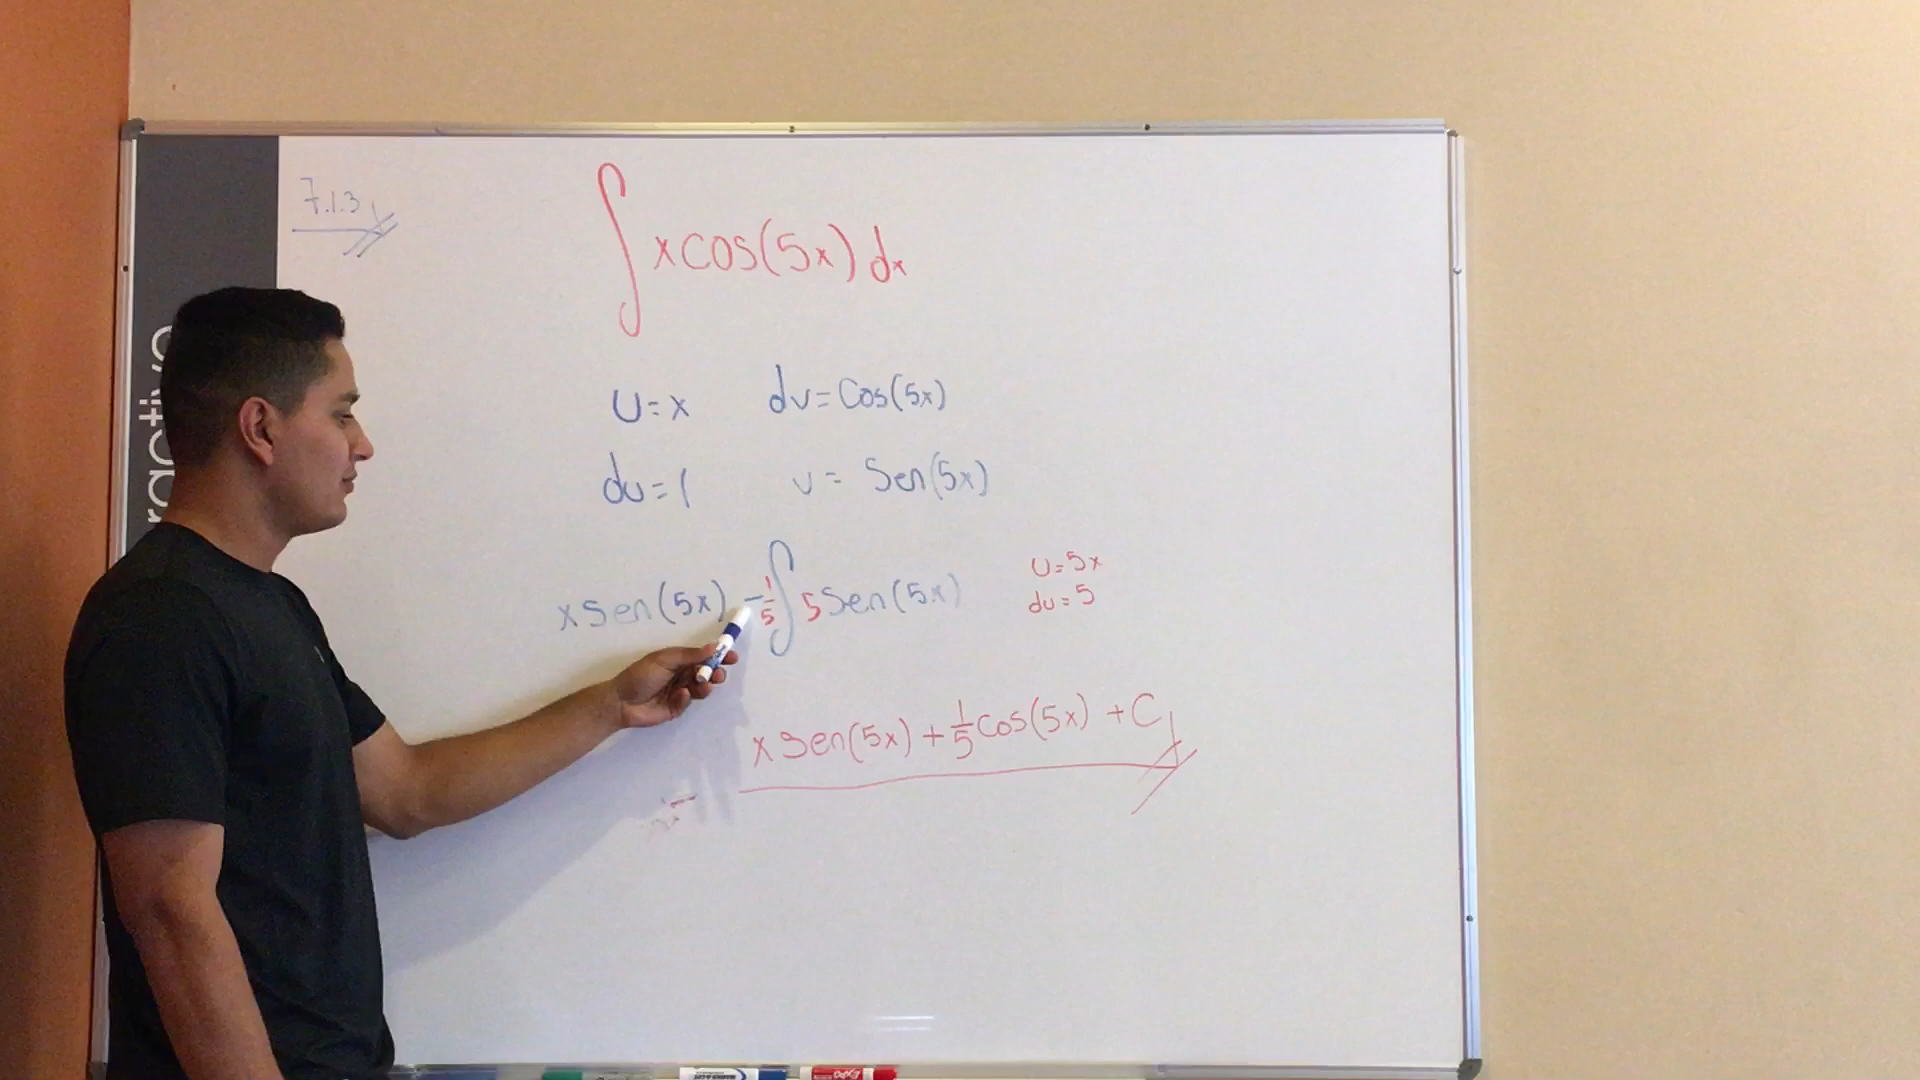 7.1.3
∫ x cos(5x) dx
U = x dv = Cos(5x)
du = 1 v = Sen(5x)
x Sen(5x) - 1/5 ∫ 5 Sen(5x)
U = 5x
du = 5
x Sen(5x) + 1/5 Cos(5x) + C
EXPO